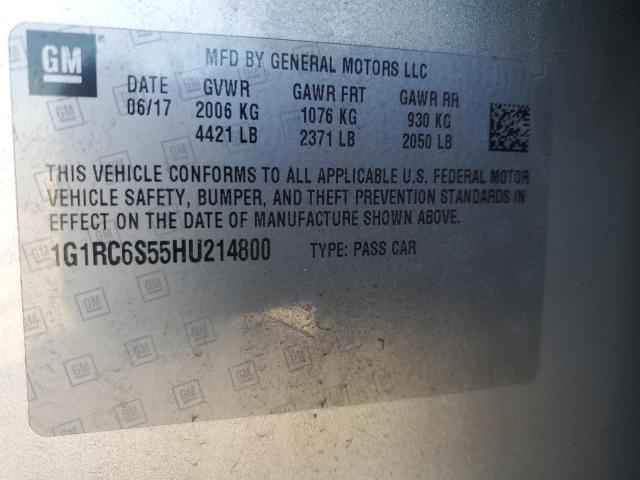 GM
MFD BY GENERAL MOTORS LLC
DATE GVWR GAWR FRT GAWR RR
06/17 2006 KG 1076 KG 930 KG
4421 LB 2371 LB 2050 LB
THIS VEHICLE CONFORMS TO ALL APPLICABLE U.S. FEDERAL MOTOR
VEHICLE SAFETY, BUMPER, AND THEFT PREVENTION STANDARDS IN
EFFECT ON THE DATE OF MANUFACTURE SHOWN ABOVE.
1G1RC6S55HU214800 TYPE: PASS CAR